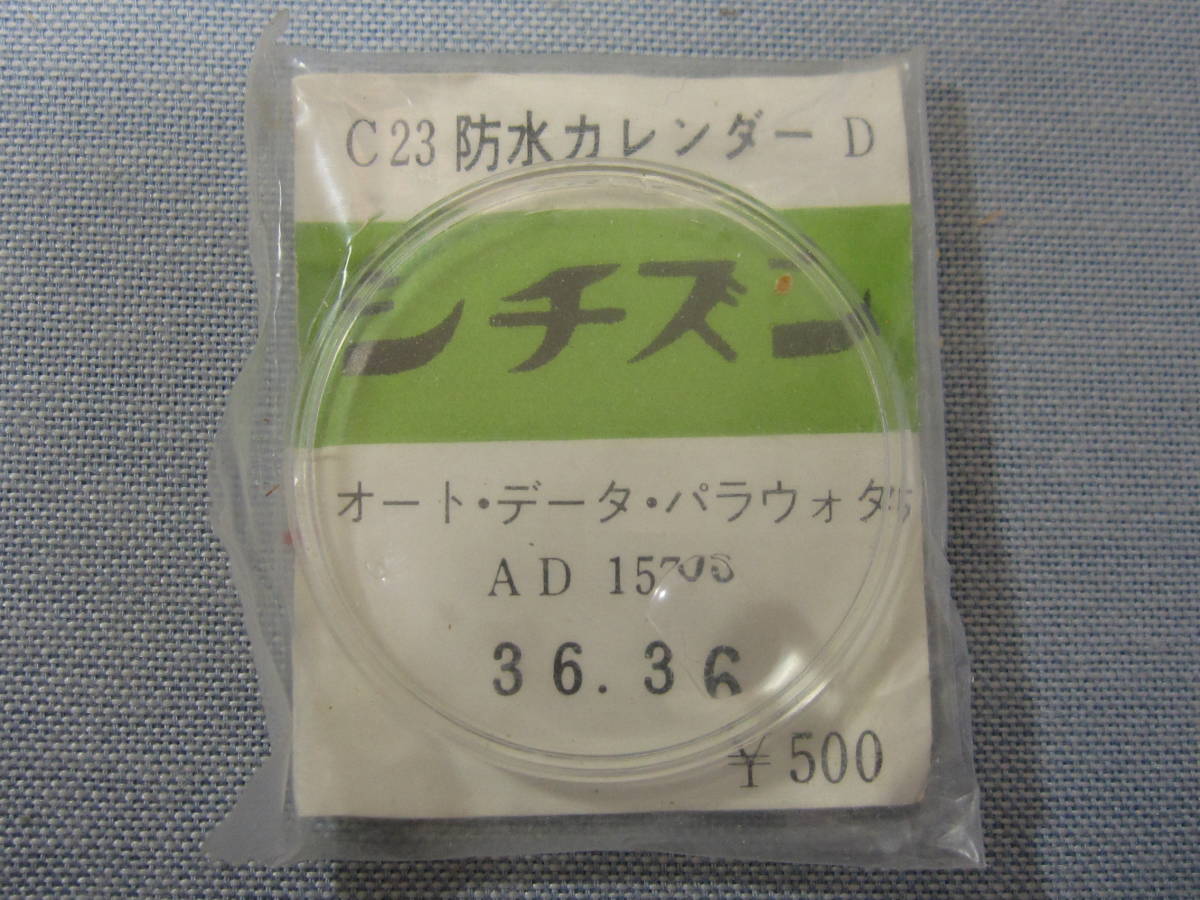 C23 防水カレンダー D
シチズン
オート・データ・パラウォタ
AD 15706
36.36
￥500